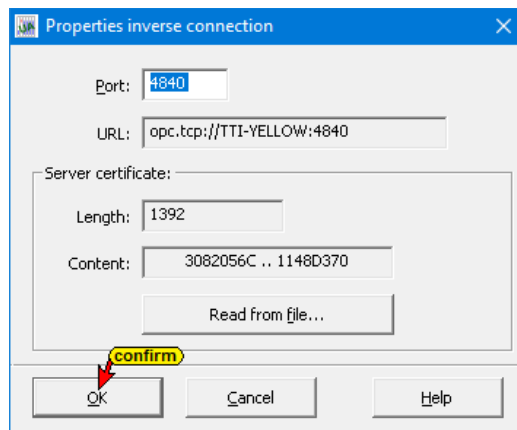 Properties inverse connection
Port: 4840
URL: opc.tcp://TTI-YELLOW:4840
Server certificate:
Length: 1392
Content: 3082056C .. 1148D370
Read from file...
confirm
OK Cancel Help